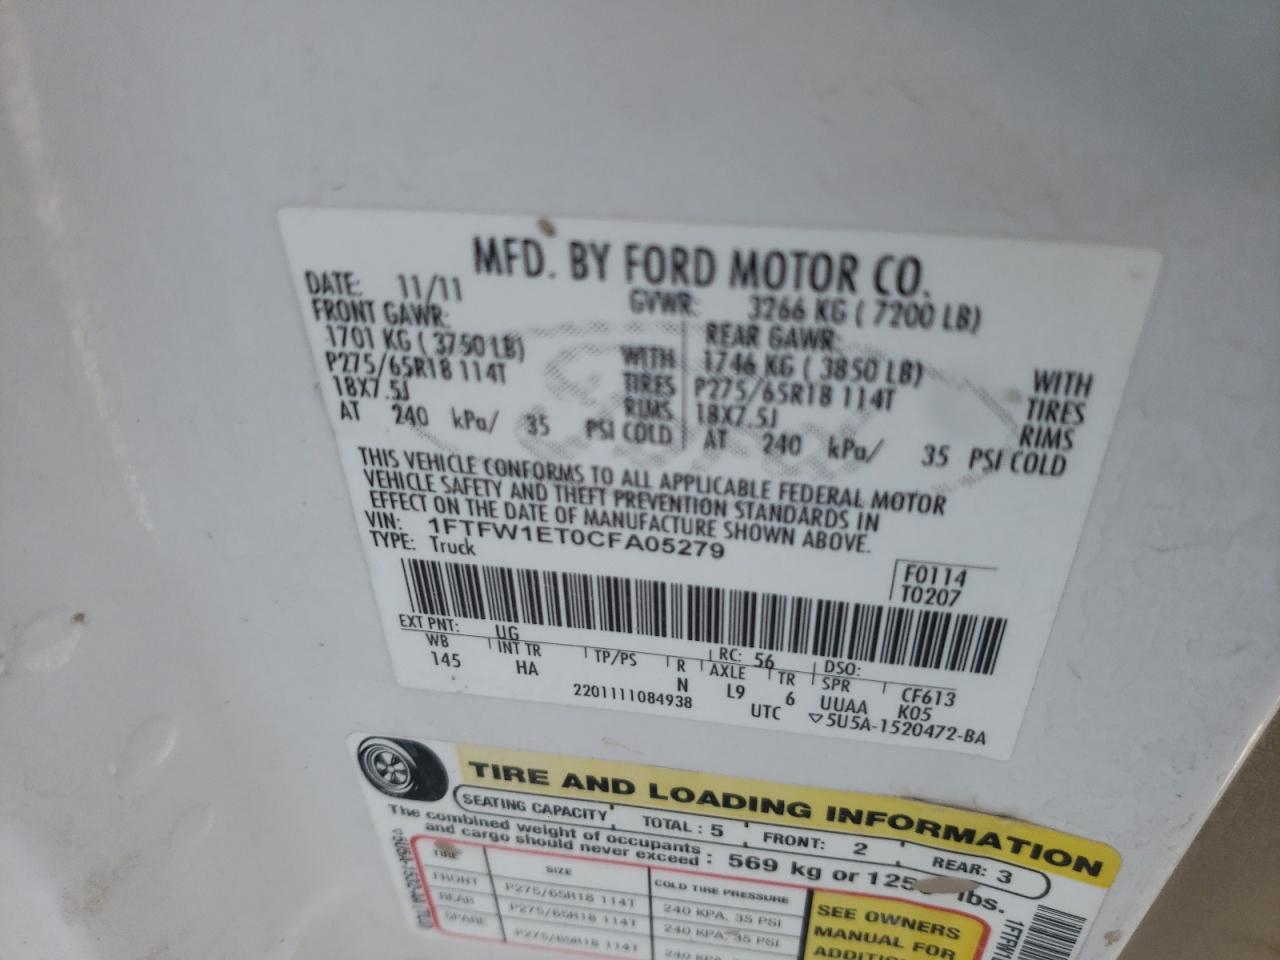 MFD. BY FORD MOTOR CO.
DATE: 11/11 GVWR: 3266 KG ( 7200 LB)
FRONT GAWR: REAR GAWR:
1701 KG ( 3750 LB) WITH 1746 KG ( 3850 LB) WITH
P275/65R18 114T TIRES P275/65R18 114T TIRES
18X7.5J RIMS 18X7.5J RIMS
AT 240 kPa/ 35 PSI COLD AT 240 kPa/ 35 PSI COLD
THIS VEHICLE CONFORMS TO ALL APPLICABLE FEDERAL MOTOR
VEHICLE SAFETY AND THEFT PREVENTION STANDARDS IN
EFFECT ON THE DATE OF MANUFACTURE SHOWN ABOVE.
VIN: 1FTFW1ET0CFA05279
TYPE: Truck
F0114
T0207
EXT PNT: UG RC: 56 DSO:
WB INT TR TP/PS R AXLE TR SPR CF613
145 HA N L9 6 UUAA K05
2201111084938 UTC ▽5U5A-1520472-BA
TIRE AND LOADING INFORMATION
SEATING CAPACITY TOTAL : 5 FRONT: 2 REAR: 3
The combined weight of occupants
and cargo should never exceed : 569 kg or lbs.
TIRE SIZE COLD TIRE PRESSURE
FRONT P275/65R18 114T 240 KPA, 35 PSI
REAR P275/65R18 114T 240 KPA, 35 PSI
SPARE P275/65R18 114T
SEE OWNERS
MANUAL FOR